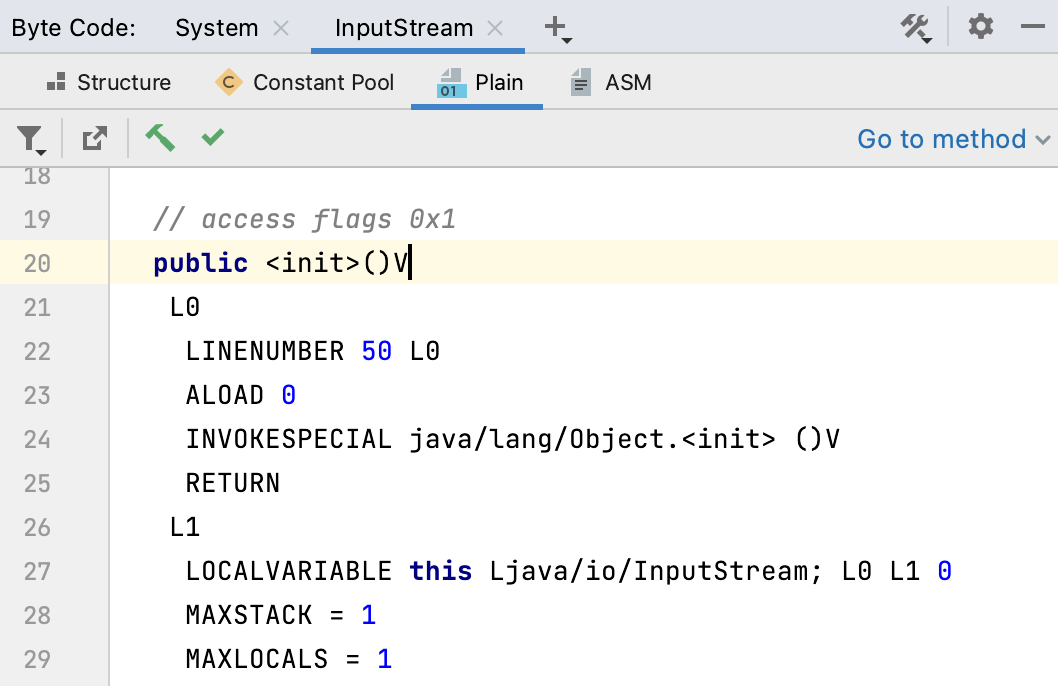 Byte Code: System InputStream
Structure C Constant Pool 01 Plain ASM
Go to method
18
19 // access flags 0x1
20 public <init>()V
21 L0
22 LINENUMBER 50 L0
23 ALOAD 0
24 INVOKESPECIAL java/lang/Object.<init> ()V
25 RETURN
26 L1
27 LOCALVARIABLE this Ljava/io/InputStream; L0 L1 0
28 MAXSTACK = 1
29 MAXLOCALS = 1